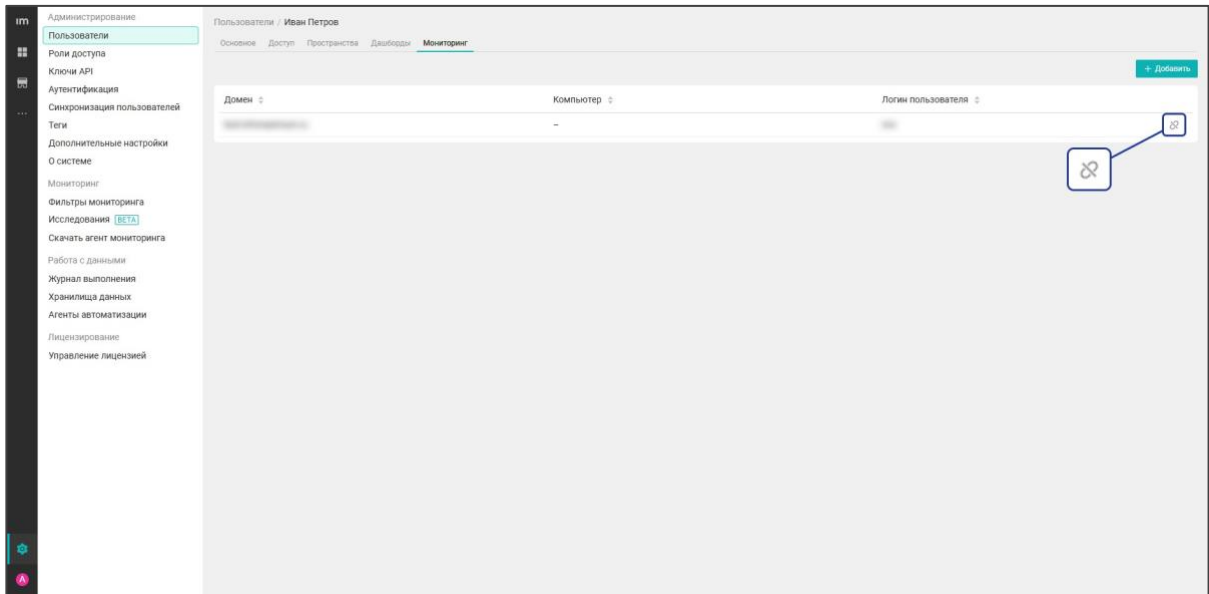 ım
Администрирование
Пользователи
Роли доступа
Ключи API
Аутентификация
Синхронизация пользователей
Теги
Дополнительные настройки
О системе
Мониторинг
Фильтры мониторинга
Исследования BETA
Скачать агент мониторинга
Работа с данными
Журнал выполнения
Хранилища данных
Агенты автоматизации
Лицензирование
Управление лицензией
A
Пользователи / Иван Петров
Основное Доступ Пространства Дашборды Мониторинг
+ Добавить
Домен Компьютер Логин пользователя
–